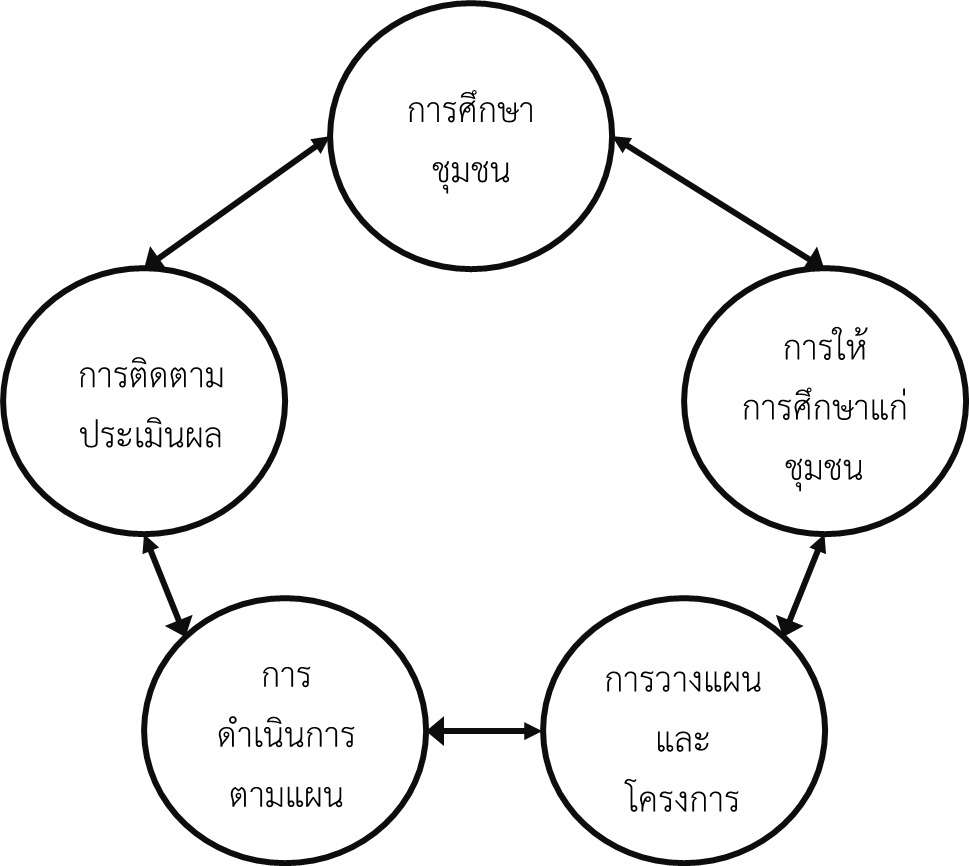 การศึกษา
ชุมชน
การให้
การศึกษาแก่
ชุมชน
การติดตาม
ประเมินผล
การ
ดำเนินการ
ตามแผน
การวางแผน
และ
โครงการ